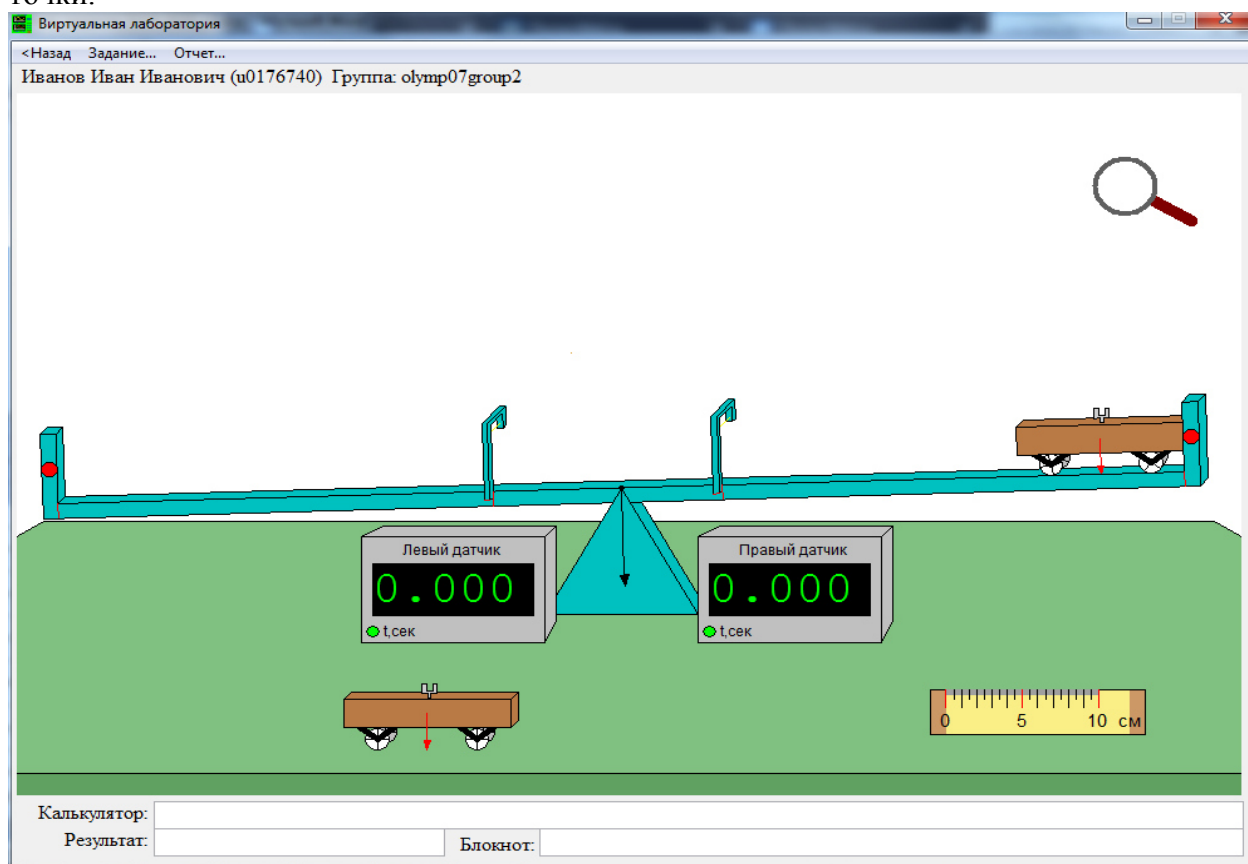 точки.
Виртуальная лаборатория
<Назад Задание... Отчет...
Иванов Иван Иванович (u0176740) Группа: olymp07group2
Левый датчик
0.000
t,сек
Правый датчик
0.000
t,сек
0 5 10 см
Калькулятор:
Результат:
Блокнот: